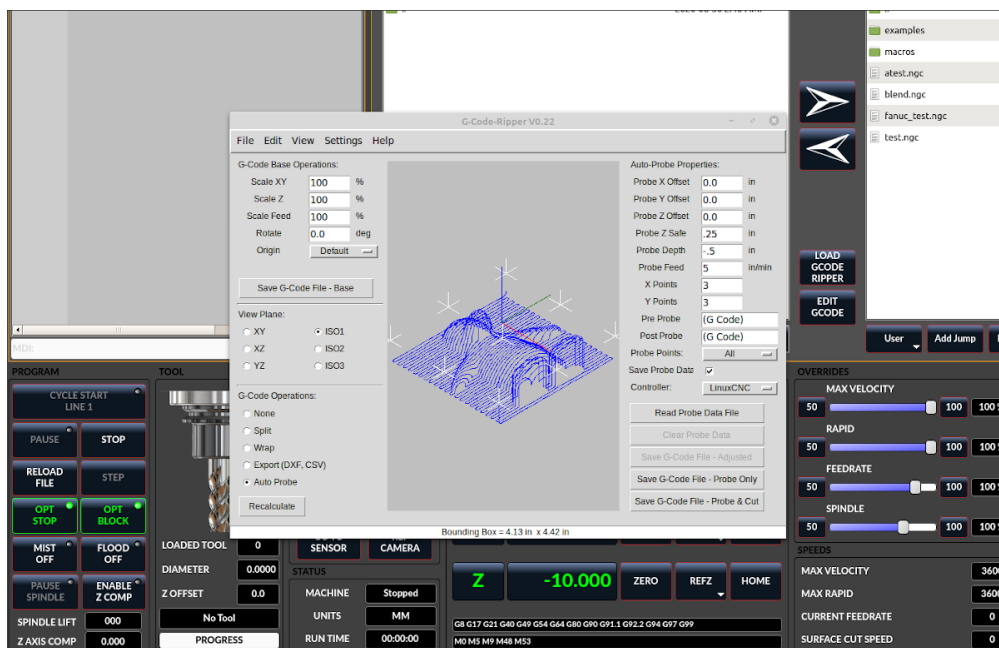 examples
macros
atest.ngc
blend.ngc
fanuc_test.ngc
test.ngc
G-Code-Ripper V0.22
File Edit View Settings Help
G-Code Base Operations:
Scale XY 100 %
Scale Z 100 %
Scale Feed 100 %
Rotate 0.0 deg
Origin Default
Save G-Code File - Base
View Plane:
XY ISO1
XZ ISO2
YZ ISO3
G-Code Operations:
None
Split
Wrap
Export (DXF, CSV)
Auto Probe
Recalculate
Auto-Probe Properties:
Probe X Offset 0.0 in
Probe Y Offset 0.0 in
Probe Z Offset 0.0 in
Probe Z Safe .25 in
Probe Depth -.5 in
Probe Feed 5 in/min
X Points 3
Y Points 3
Pre Probe (G Code)
Post Probe (G Code)
Probe Points: All
Save Probe Data
Controller: LinuxCNC
Read Probe Data File
Clear Probe Data
Save G-Code File - Adjusted
Save G-Code File - Probe Only
Save G-Code File - Probe & Cut
Bounding Box = 4.13 in x 4.42 in
LOAD
GCODE
RIPPER
EDIT
GCODE
User Add Jump
MDI:
PROGRAM
CYCLE START
LINE 1
PAUSE STOP
RELOAD
FILE
STEP
OPT
STOP
OPT
BLOCK
MIST
OFF
FLOOD
OFF
PAUSE
SPINDLE
ENABLE
Z COMP
SPINDLE LIFT 000
Z AXIS COMP 0.000
TOOL
LOADED TOOL 0
DIAMETER 0.0000
Z OFFSET 0.0
No Tool
PROGRESS
SENSOR
CAMERA
STATUS
MACHINE Stopped
UNITS MM
RUN TIME 00:00:00
Z -10.000 ZERO REFZ HOME
G8 G17 G21 G40 G49 G54 G64 G80 G90 G91.1 G92.2 G94 G97 G99
M0 M5 M9 M48 M53
OVERRIDES
MAX VELOCITY
50 100 100
RAPID
50 100 100
FEEDRATE
50 100 100
SPINDLE
50 100 100
SPEEDS
MAX VELOCITY 3600
MAX RAPID 3600
CURRENT FEEDRATE 0
SURFACE CUT SPEED 0